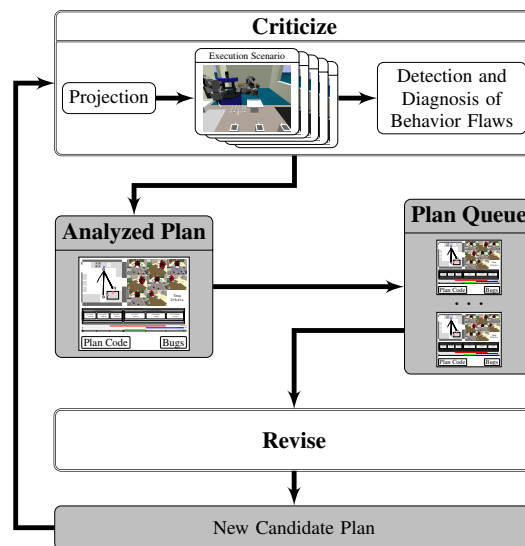 Criticize
Execution Scenario
Projection
Detection and
Diagnosis of
Behavior Flaws
Analyzed Plan
Plan Code
Bugs
Plan Queue
Plan Code
Bugs
. . .
Plan Code
Bugs
Revise
New Candidate Plan